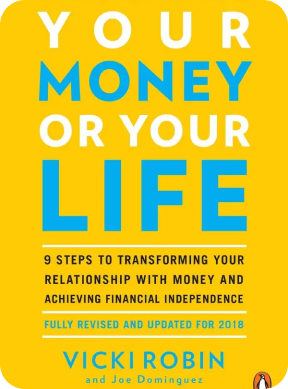 YOUR
MONEY
OR YOUR
LIFE
9 STEPS TO TRANSFORMING YOUR
RELATIONSHIP WITH MONEY AND
ACHIEVING FINANCIAL INDEPENDENCE
FULLY REVISED AND UPDATED FOR 2018
VICKI ROBIN
and Joe Dominguez